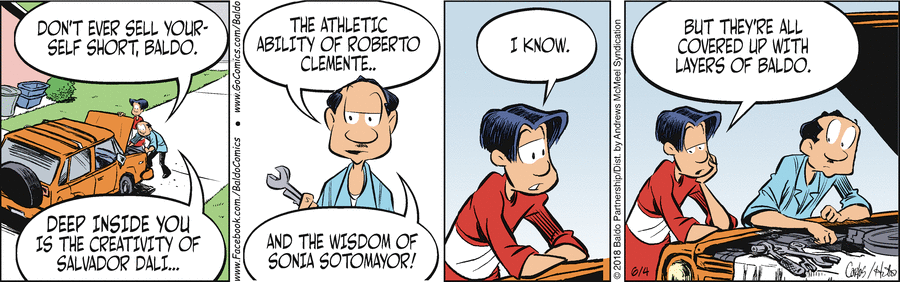 DON'T EVER SELL YOUR-
SELF SHORT, BALDO.
DEEP INSIDE YOU
IS THE CREATIVITY OF
SALVADOR DALI...
www.Facebook.com/BaldoComics • www.GoComics.com/Baldo
THE ATHLETIC
ABILITY OF ROBERTO
CLEMENTE..
AND THE WISDOM OF
SONIA SOTOMAYOR!
I KNOW.
©2018 Baldo Partnership/Dist. by Andrews McMeel Syndication
6/4
BUT THEY'RE ALL
COVERED UP WITH
LAYERS OF BALDO.